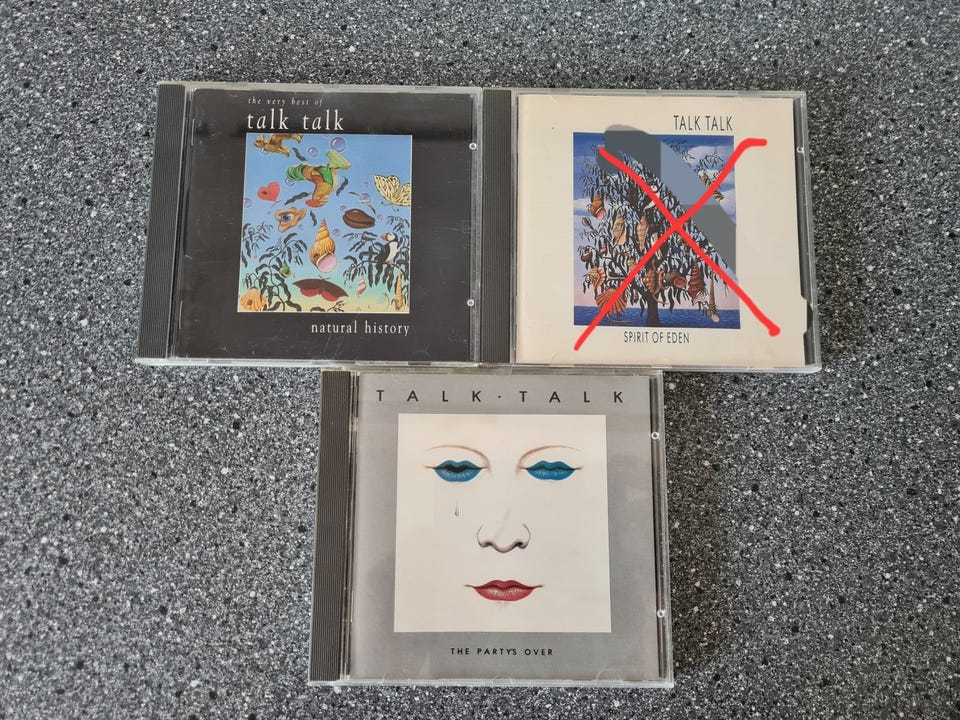 the very best of
talk talk
natural history
TALK TALK
SPIRIT OF EDEN
TALK·TALK
THE PARTY'S OVER